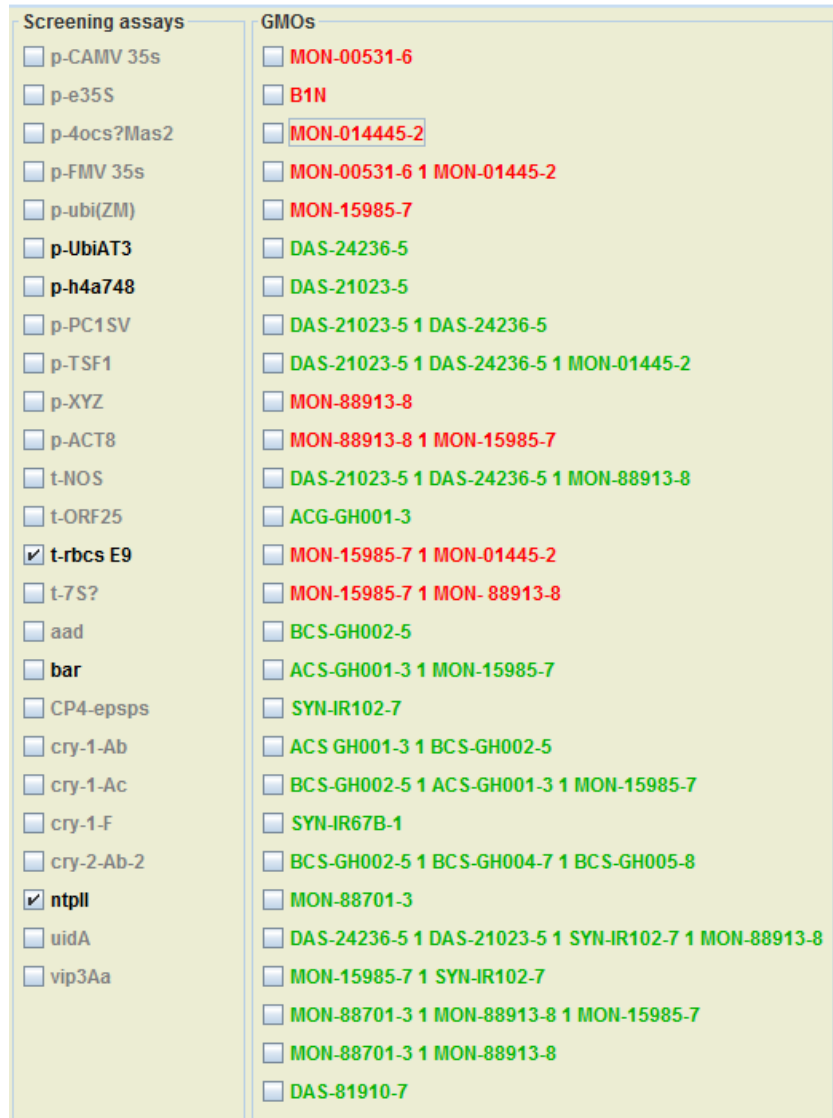 Screening assays
p-CAMV 35s
p-e35S
p-4ocs?Mas2
p-FMV 35s
p-ubi(ZM)
p-UbiAT3
p-h4a748
p-PC1SV
p-TSF1
p-XYZ
p-ACT8
t-NOS
t-ORF25
t-rbcs E9
t-7S?
aad
bar
CP4-epsps
cry-1-Ab
cry-1-Ac
cry-1-F
cry-2-Ab-2
ntpII
uidA
vip3Aa
GMOs
MON-00531-6
B1N
MON-014445-2
MON-00531-6 1 MON-01445-2
MON-15985-7
DAS-24236-5
DAS-21023-5
DAS-21023-5 1 DAS-24236-5
DAS-21023-5 1 DAS-24236-5 1 MON-01445-2
MON-88913-8
MON-88913-8 1 MON-15985-7
DAS-21023-5 1 DAS-24236-5 1 MON-88913-8
ACG-GH001-3
MON-15985-7 1 MON-01445-2
MON-15985-7 1 MON- 88913-8
BCS-GH002-5
ACS-GH001-3 1 MON-15985-7
SYN-IR102-7
ACS GH001-3 1 BCS-GH002-5
BCS-GH002-5 1 ACS-GH001-3 1 MON-15985-7
SYN-IR67B-1
BCS-GH002-5 1 BCS-GH004-7 1 BCS-GH005-8
MON-88701-3
DAS-24236-5 1 DAS-21023-5 1 SYN-IR102-7 1 MON-88913-8
MON-15985-7 1 SYN-IR102-7
MON-88701-3 1 MON-88913-8 1 MON-15985-7
MON-88701-3 1 MON-88913-8
DAS-81910-7